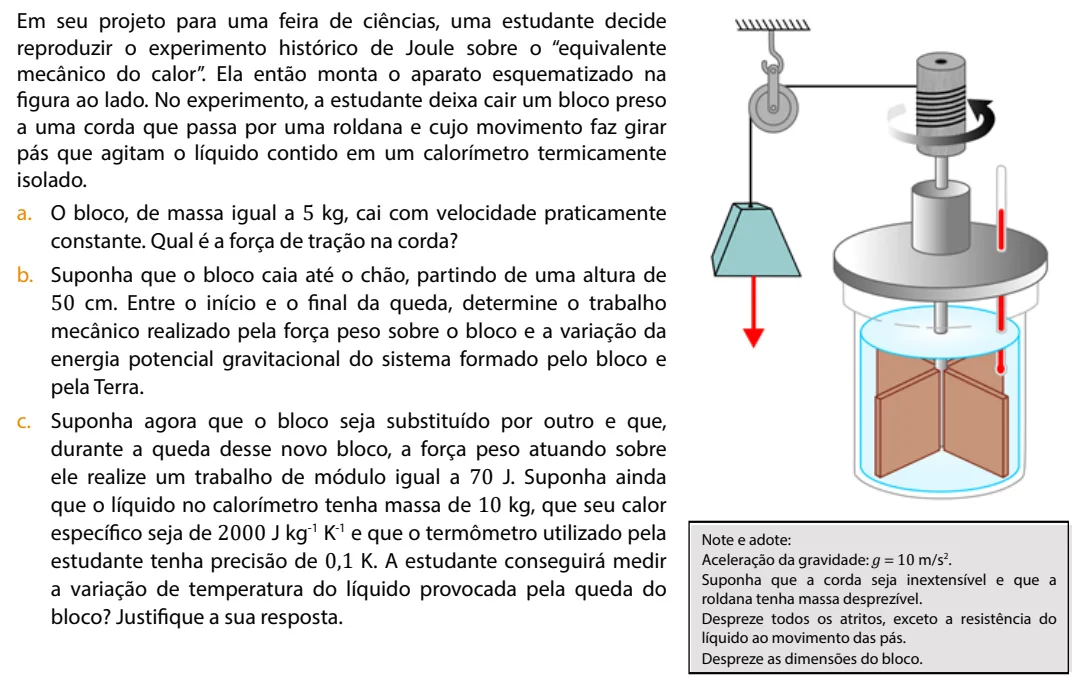 Em seu projeto para uma feira de ciências, uma estudante decide
reproduzir o experimento histórico de Joule sobre o “equivalente
mecânico do calor”. Ela então monta o aparato esquematizado na
figura ao lado. No experimento, a estudante deixa cair um bloco preso
a uma corda que passa por uma roldana e cujo movimento faz girar
pás que agitam o líquido contido em um calorímetro termicamente
isolado.
a. O bloco, de massa igual a 5 kg, cai com velocidade praticamente
constante. Qual é a força de tração na corda?
b. Suponha que o bloco caia até o chão, partindo de uma altura de
50 cm. Entre o início e o final da queda, determine o trabalho
mecânico realizado pela força peso sobre o bloco e a variação da
energia potencial gravitacional do sistema formado pelo bloco e
pela Terra.
c. Suponha agora que o bloco seja substituído por outro e que,
durante a queda desse novo bloco, a força peso atuando sobre
ele realize um trabalho de módulo igual a 70 J. Suponha ainda
que o líquido no calorímetro tenha massa de 10 kg, que seu calor
específico seja de 2000 J kg⁻¹ K⁻¹ e que o termômetro utilizado pela
estudante tenha precisão de 0,1 K. A estudante conseguirá medir
a variação de temperatura do líquido provocada pela queda do
bloco? Justifique a sua resposta.
Note e adote:
Aceleração da gravidade: g = 10 m/s².
Suponha que a corda seja inextensível e que a
roldana tenha massa desprezível.
Despreze todos os atritos, exceto a resistência do
líquido ao movimento das pás.
Despreze as dimensões do bloco.